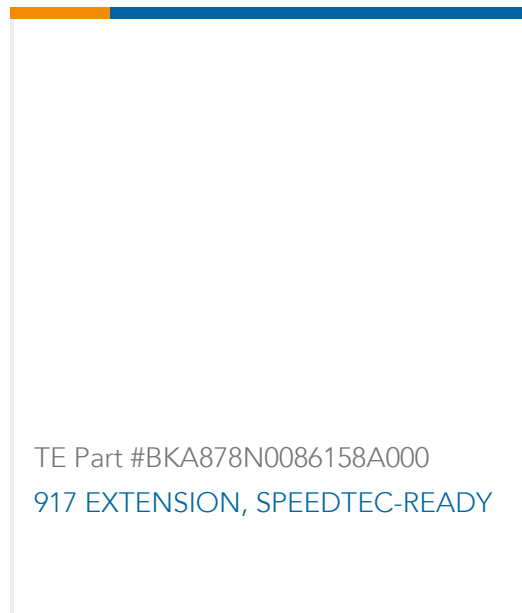 TE Part #BKA878N0086158A000
917 EXTENSION, SPEEDTEC-READY